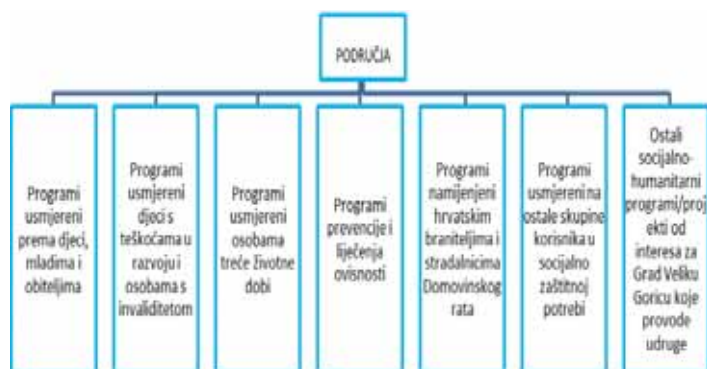 PODRUČJA
Programi
usmjereni
prema djeci,
mladima i
obiteljima
Programi
usmjereni
djeci s
teškoćama u
razvoju i
osobama s
invaliditetom
Programi
usmjereni
osobama
treće životne
dobi
Programi
prevencije i
liječenja
ovisnosti
Programi
namijenjeni
hrvatskim
braniteljima i
stradalnicima
Domovinskog
rata
Programi
usmjereni na
ostale skupine
korisnika u
socijalno
zaštitnoj
potrebi
Ostali
socijalno-
humanitarni
programi/proj
ekti od
interesa za
Grad Veliku
Goricu koje
provode
udruge